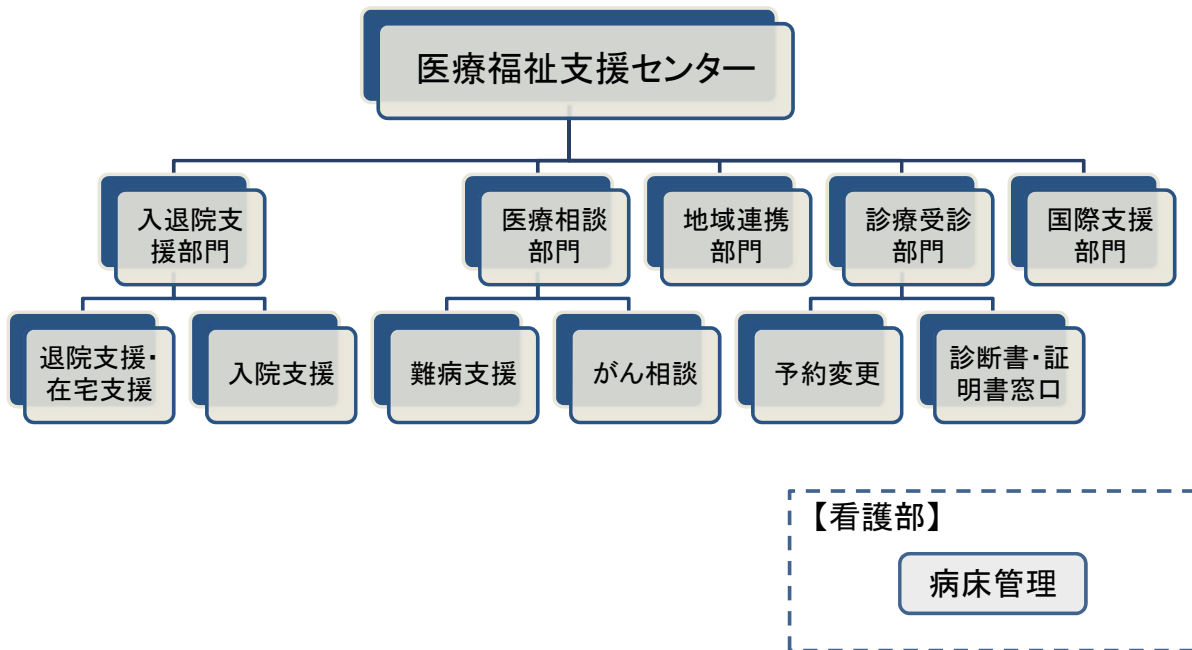 医療福祉支援センター
入退院支
援部門
医療相談
部門
地域連携
部門
診療受診
部門
国際支援
部門
退院支援・
在宅支援
入院支援
難病支援
がん相談
予約変更
診断書・証
明書窓口
【看護部】
病床管理